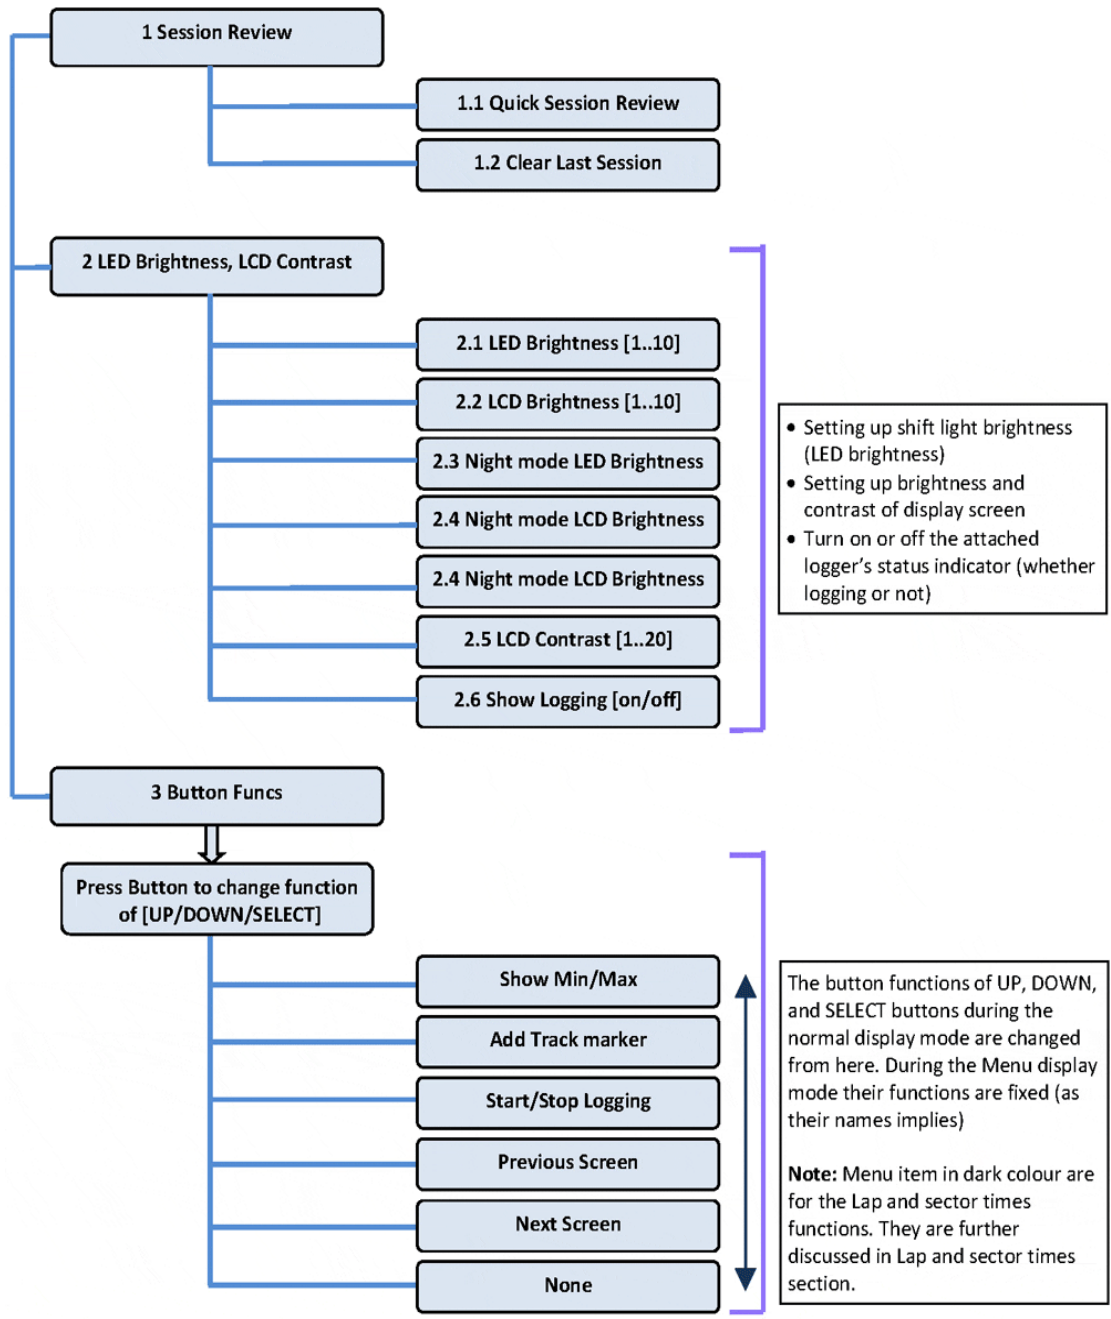 1 Session Review
1.1 Quick Session Review
1.2 Clear Last Session
2 LED Brightness, LCD Contrast
2.1 LED Brightness [1..10]
2.2 LCD Brightness [1..10]
2.3 Night mode LED Brightness
2.4 Night mode LCD Brightness
2.4 Night mode LCD Brightness
2.5 LCD Contrast [1..20]
2.6 Show Logging [on/off]
• Setting up shift light brightness
(LED brightness)
• Setting up brightness and
contrast of display screen
• Turn on or off the attached
logger's status indicator (whether
logging or not)
3 Button Funcs
Press Button to change function
of [UP/DOWN/SELECT]
Show Min/Max
Add Track marker
Start/Stop Logging
Previous Screen
Next Screen
None
The button functions of UP, DOWN,
and SELECT buttons during the
normal display mode are changed
from here. During the Menu display
mode their functions are fixed (as
their names implies)
Note: Menu item in dark colour are
for the Lap and sector times
functions. They are further
discussed in Lap and sector times
section.